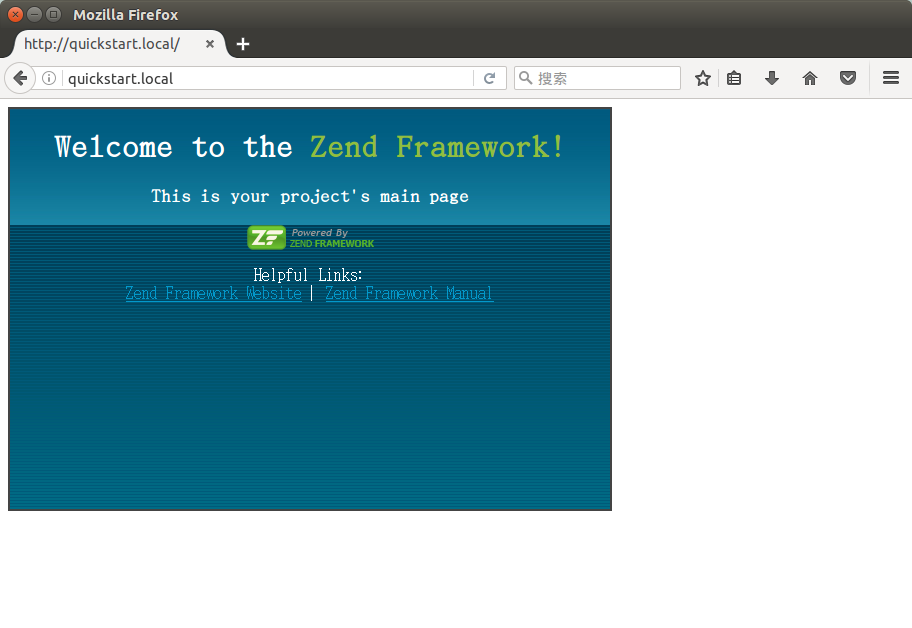 Mozilla Firefox
http://quickstart.local/
quickstart.local
搜索
Welcome to the Zend Framework!
This is your project's main page
ZF Powered By
ZEND FRAMEWORK
Helpful Links:
Zend Framework Website | Zend Framework Manual